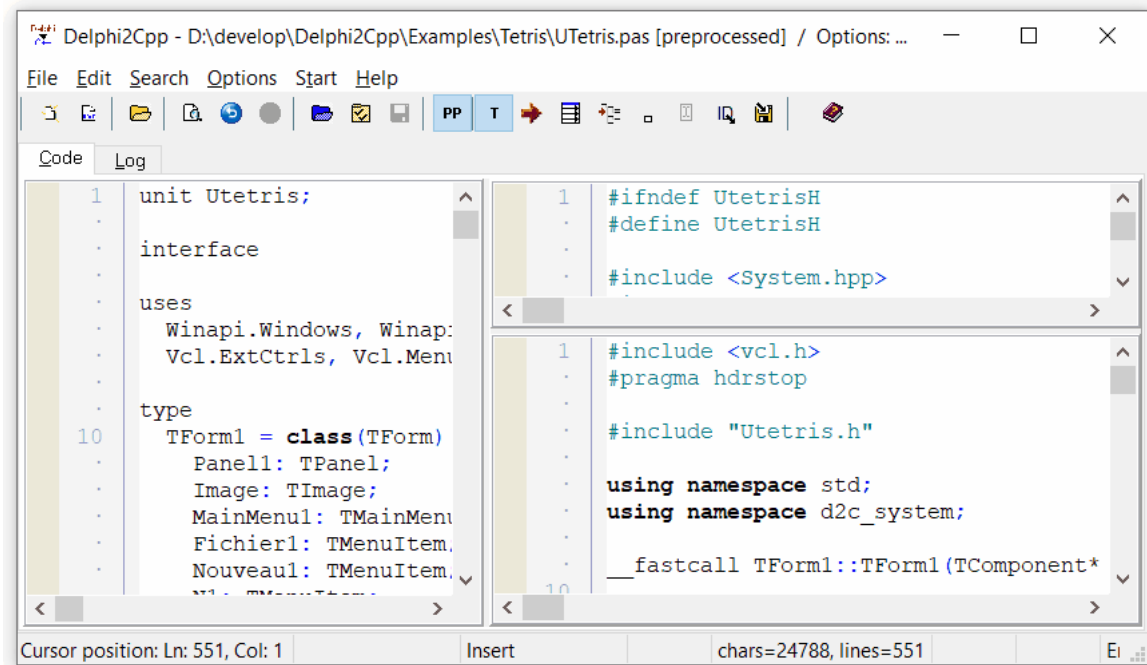 Delphi2Cpp - D:\develop\Delphi2Cpp\Examples\Tetris\UTetris.pas [preprocessed] / Options: ...
File Edit Search Options Start Help
PP T
Code Log
1 unit Utetris;
interface
uses
Winapi.Windows, Winap
Vcl.ExtCtrls, Vcl.Menu
type
10 TForm1 = class(TForm)
Panel1: TPanel;
Image: TImage;
MainMenu1: TMainMenu
Fichier1: TMenuItem;
Nouveau1: TMenuItem;
N1: TMenuItem;
1 #ifndef UtetrisH
#define UtetrisH
#include <System.hpp>
1 #include <vcl.h>
#pragma hdrstop
#include "Utetris.h"
using namespace std;
using namespace d2c_system;
__fastcall TForm1::TForm1(TComponent*
10
Cursor position: Ln: 551, Col: 1 Insert chars=24788, lines=551